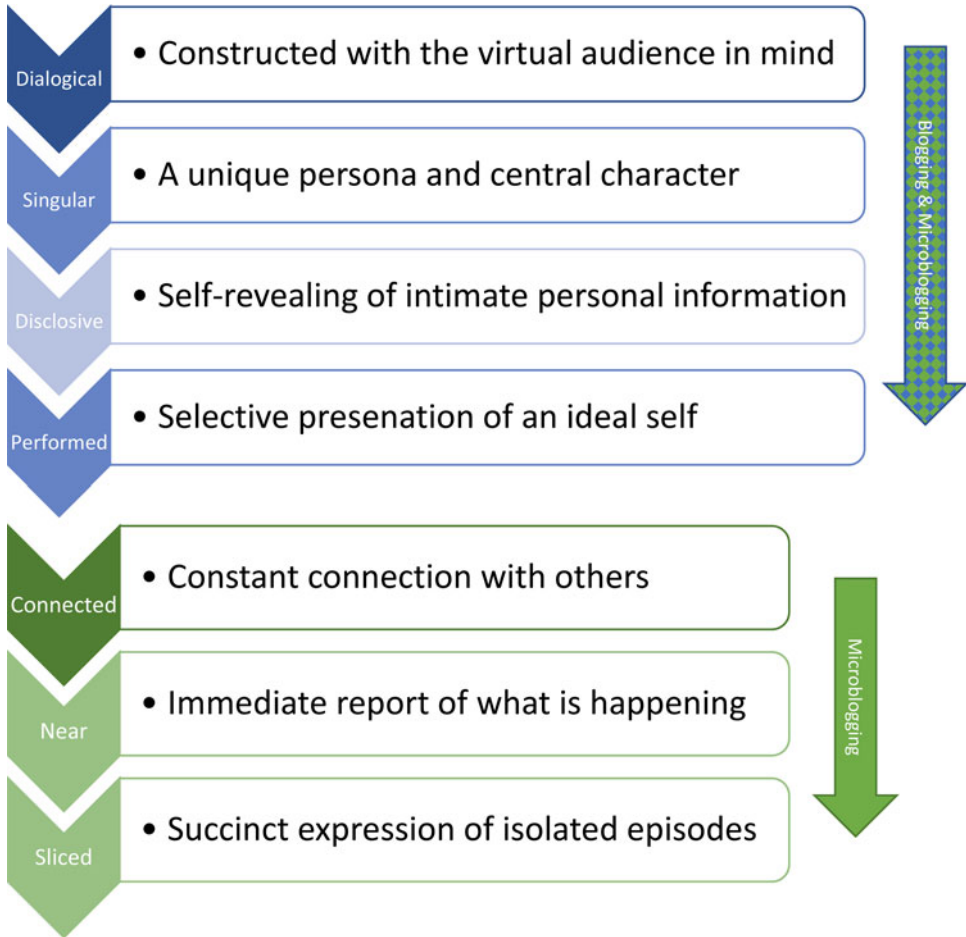 Dialogical
• Constructed with the virtual audience in mind
Singular
• A unique persona and central character
Disclosive
• Self-revealing of intimate personal information
Performed
• Selective presenation of an ideal self
Blogging & Microblogging
Connected
• Constant connection with others
Near
• Immediate report of what is happening
Sliced
• Succinct expression of isolated episodes
Microblogging